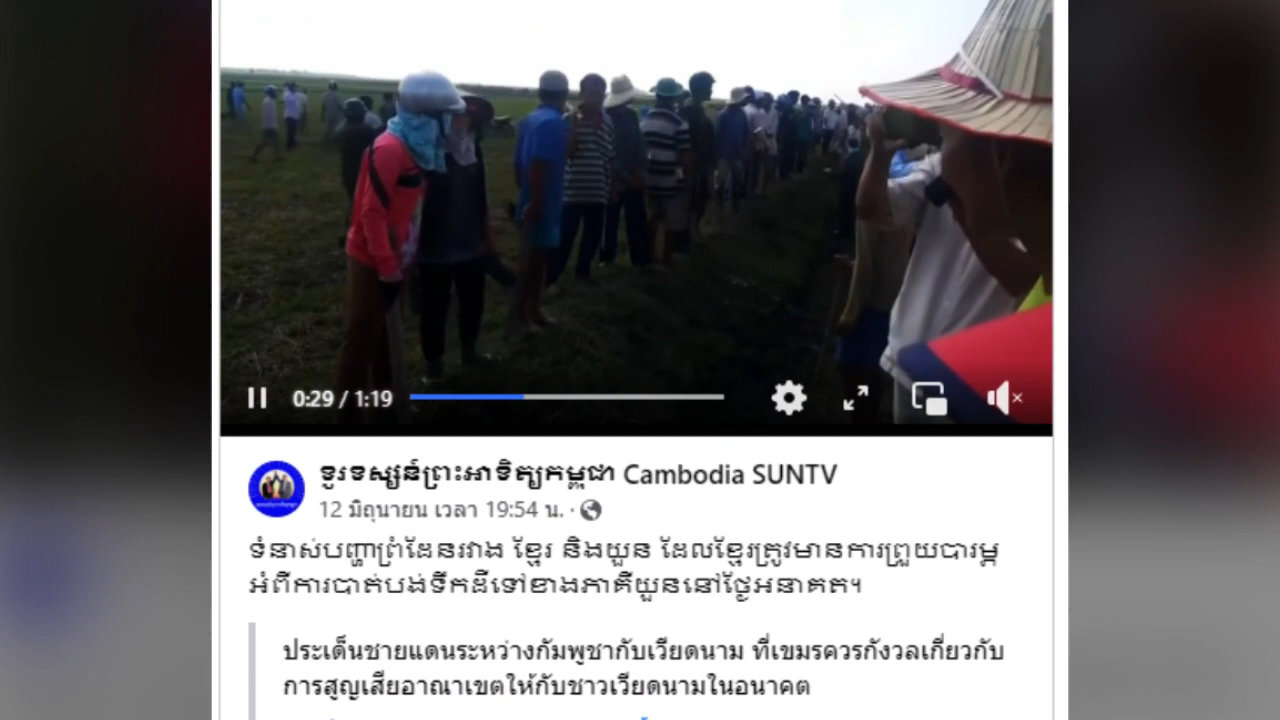 0:29 / 1:19
ទូរទស្សន៍ព្រះអាទិត្យកម្ពុជា Cambodia SUNTV
12 มิถุนายน เวลา 19:54 น. ·
ទំនាស់បញ្ហាព្រំដែនរវាង ខ្មែរ និងយួន ដែលខ្មែរត្រូវមានការព្រួយបារម្ភ
អំពីការបាត់បង់ទឹកដីទៅខាងភាគីយួននៅថ្ងៃអនាគត។
ประเด็นชายแดนระหว่างกัมพูชากับเวียดนาม ที่เขมรควรกังวลเกี่ยวกับ
การสูญเสียอาณาเขตให้กับชาวเวียดนามในอนาคต